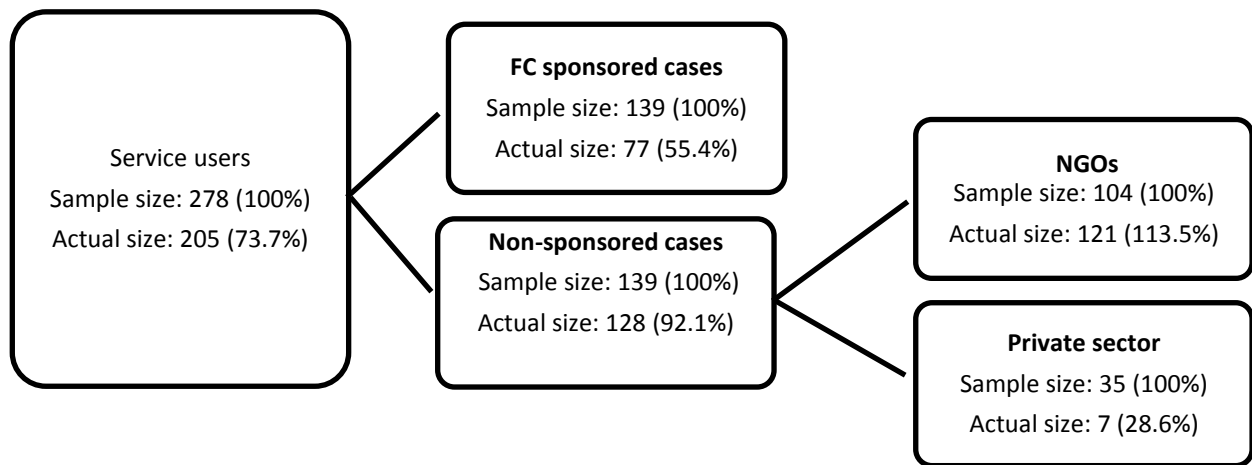 Service users
Sample size: 278 (100%)
Actual size: 205 (73.7%)
FC sponsored cases
Sample size: 139 (100%)
Actual size: 77 (55.4%)
Non-sponsored cases
Sample size: 139 (100%)
Actual size: 128 (92.1%)
NGOs
Sample size: 104 (100%)
Actual size: 121 (113.5%)
Private sector
Sample size: 35 (100%)
Actual size: 7 (28.6%)